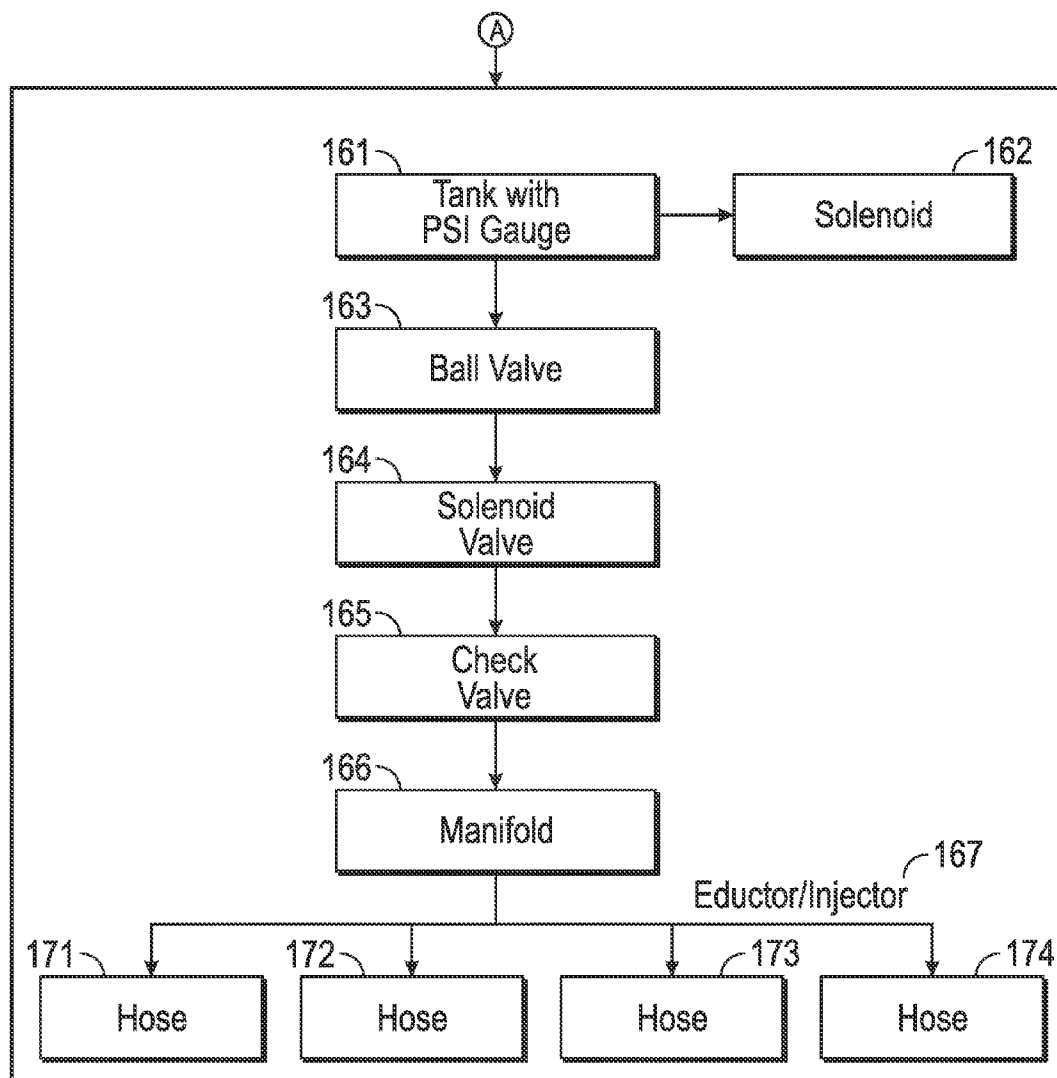 A
161
Tank with
PSI Gauge
162
Solenoid
163
Ball Valve
164
Solenoid
Valve
165
Check
Valve
166
Manifold
167
Eductor/Injector
171
Hose
172
Hose
173
Hose
174
Hose